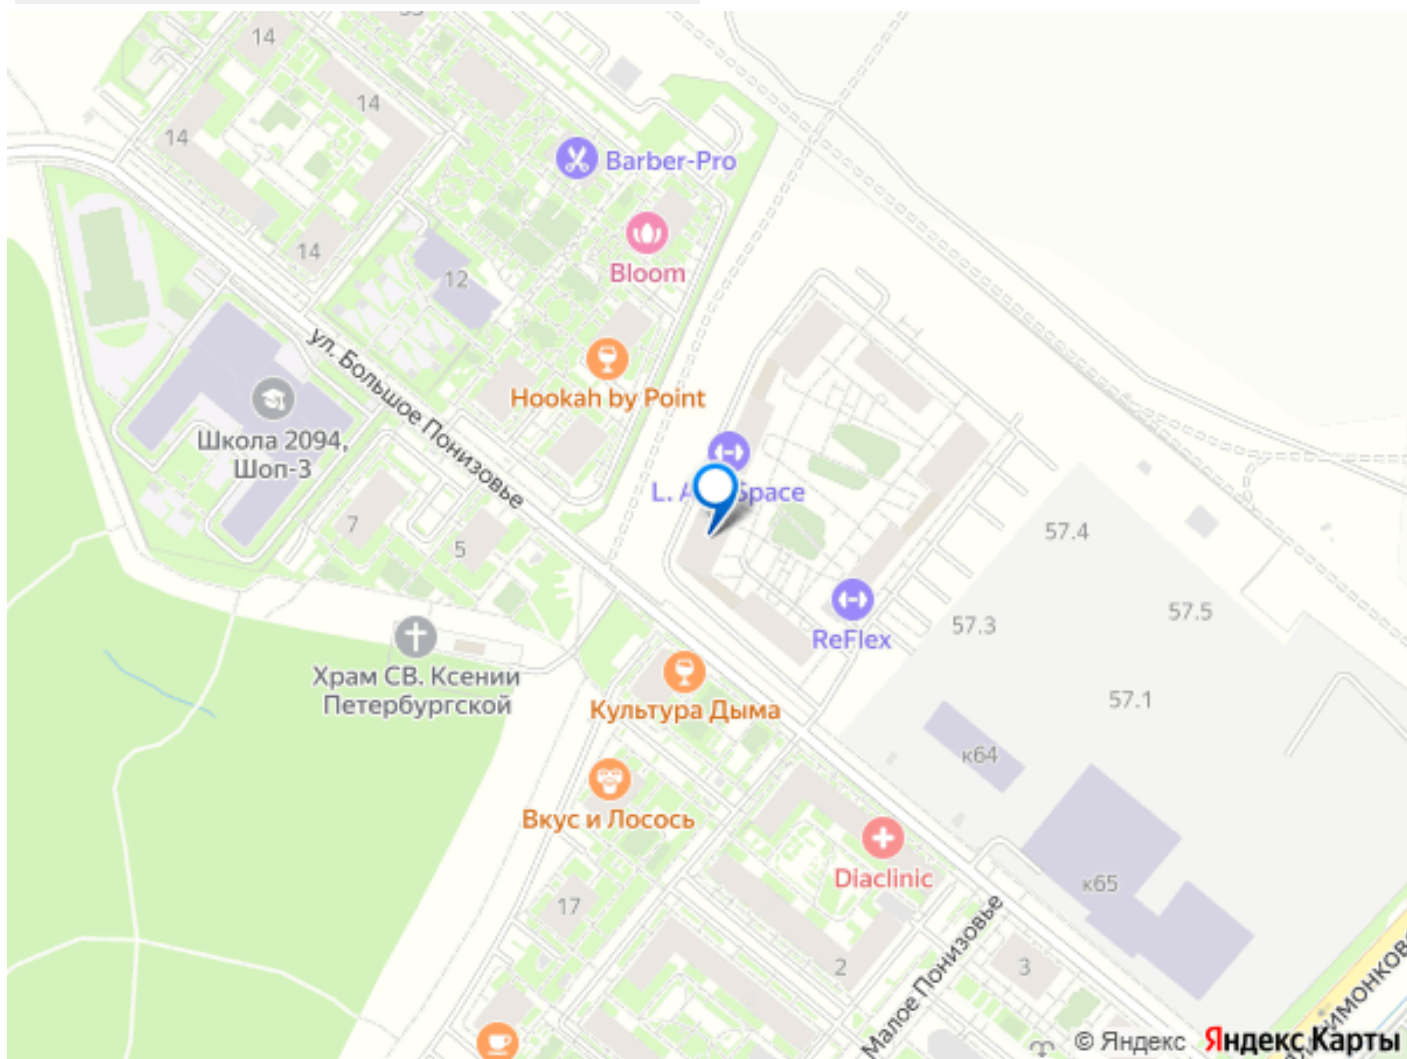 14
14
14
Barber-Pro
Bloom
14
12
ул. Большое Понизовье
Hookah by Point
Школа 2094,
Шоп-3
L. A
Space
7
5
57.4
57.5
57.3
ReFlex
Храм СВ. Ксении
Петербургской
Культура Дыма
57.1
к64
Вкус и Лосось
Diaclinic
к65
17
2
Малое Понизовье
3
© Яндекс
Яндекс Карты